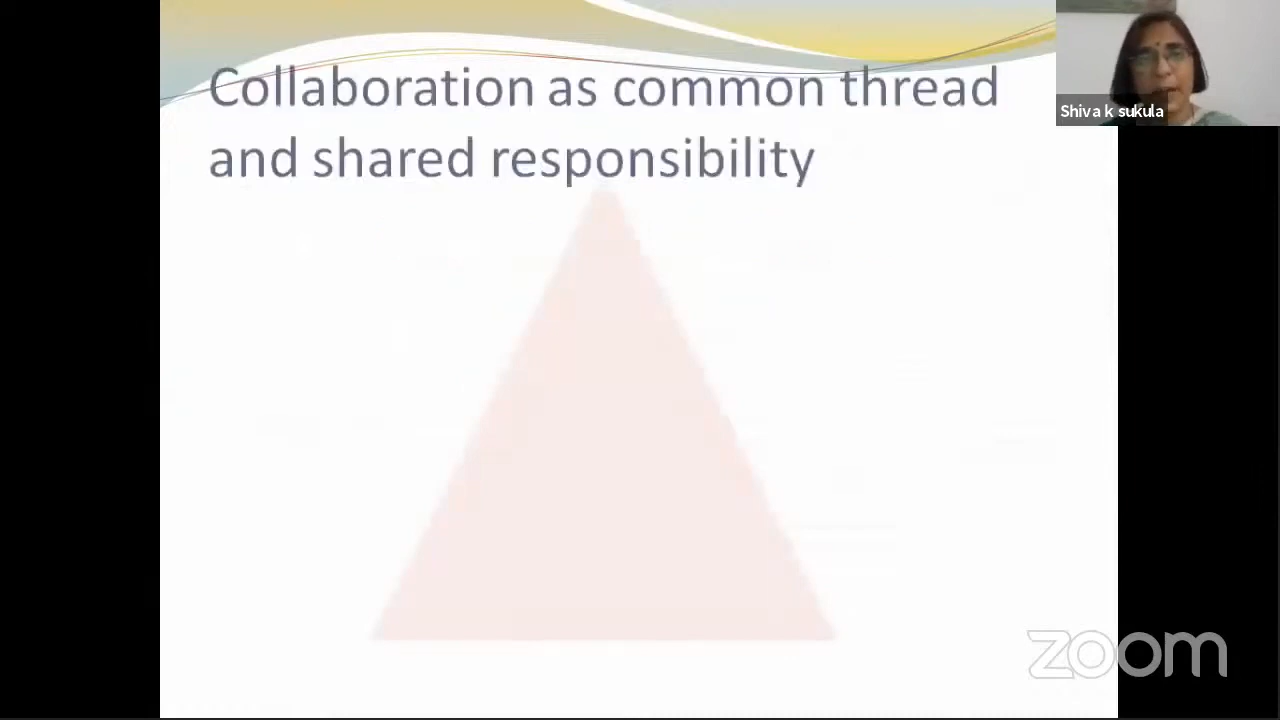 Collaboration as common thread
and shared responsibility
Shiva k sukula
zoom